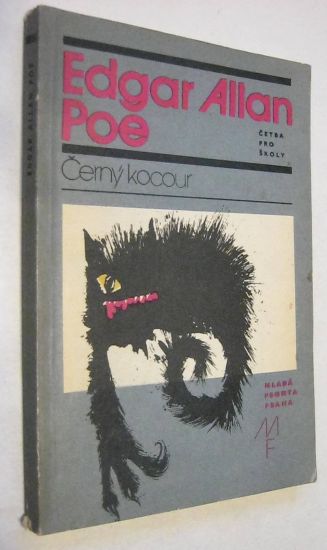 Edgar Allan
Poe
ČETBA
PRO
ŠKOLY
Černý kocour
MLADÁ
FRONTA
PRAHA
MF
EDGAR ALLAN POE